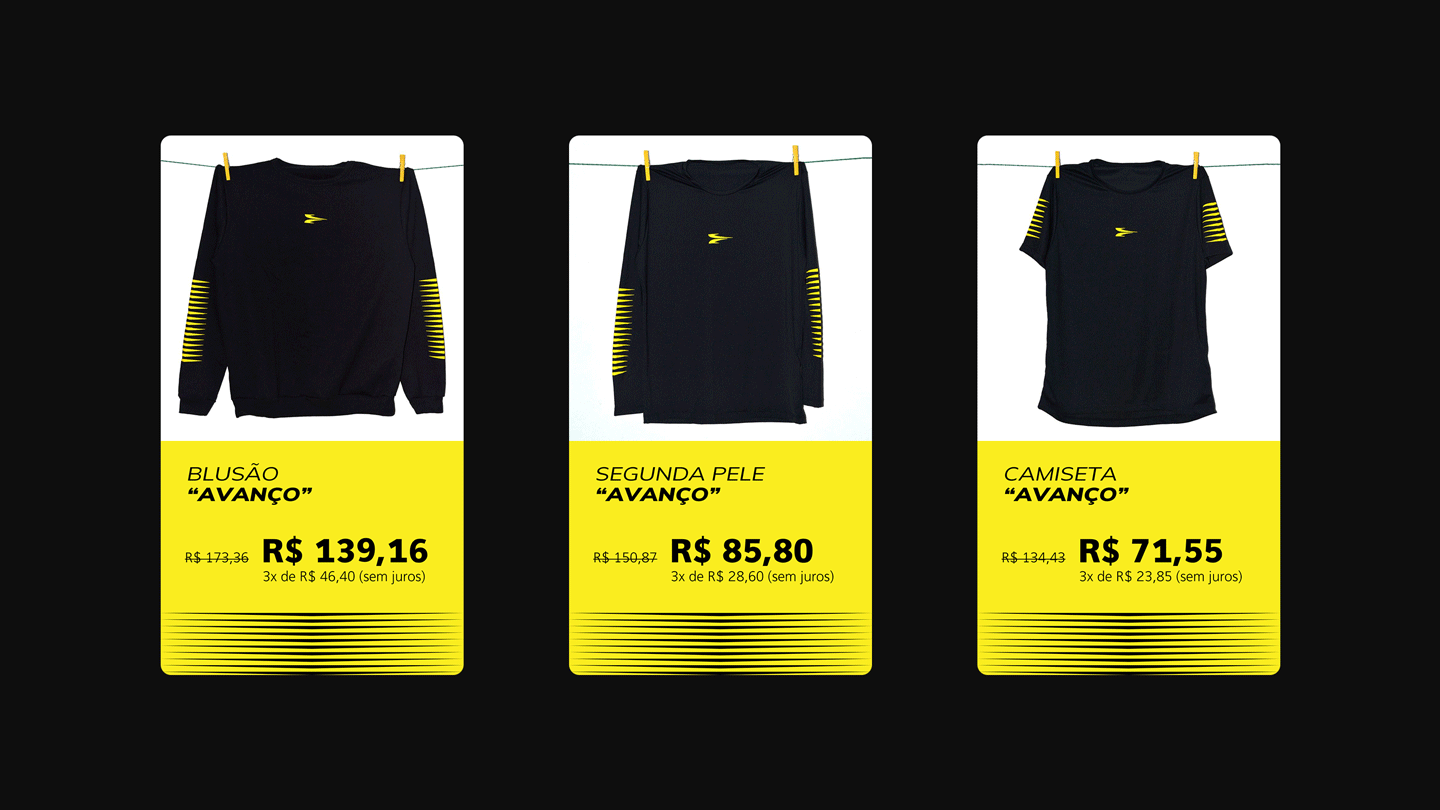 BLUSÃO
“AVANÇO”
R$ 173,36 R$ 139,16
3x de R$ 46,40 (sem juros)
SEGUNDA PELE
“AVANÇO”
R$ 150,87 R$ 85,80
3x de R$ 28,60 (sem juros)
CAMISETA
“AVANÇO”
R$ 134,43 R$ 71,55
3x de R$ 23,85 (sem juros)